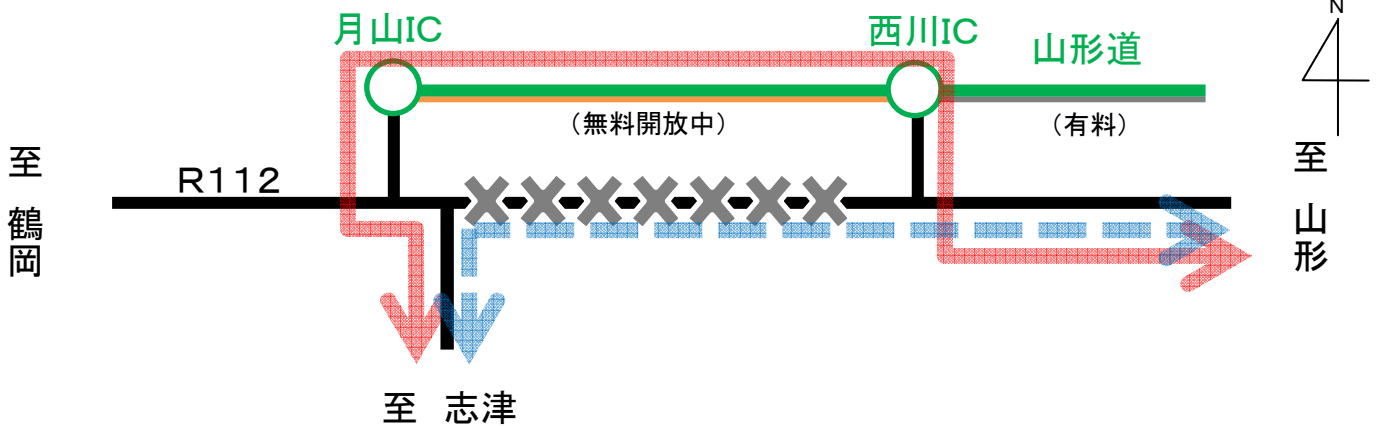 N
月山IC
西川IC
山形道
（無料開放中）
（有料）
至 鶴岡
R112
至 山形
至 志津